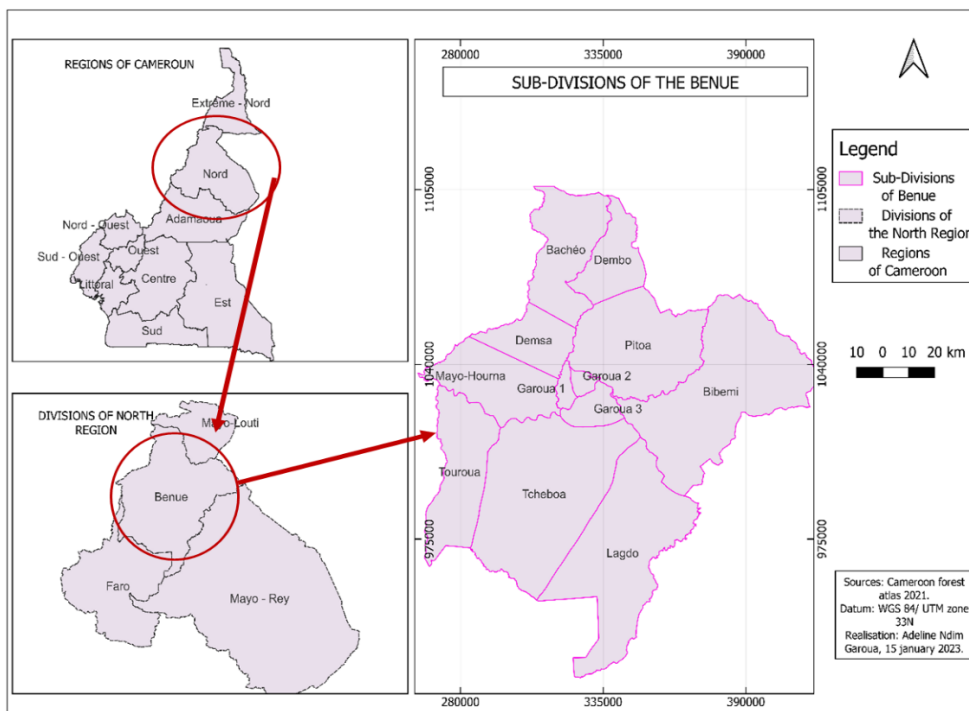 REGIONS OF CAMEROUN
Extrême - Nord
Nord
Adamaoua
Nord - Ouest
Ouest
Sud - Ouest
Littoral
Centre
Est
Sud
DIVISIONS OF NORTH
REGION
Mayo-Louti
Benue
Faro
Mayo - Rey
280000
335000
390000
SUB-DIVISIONS OF THE BENUE
1105000
1105000
Bachéo
Dembo
Demsa
Pitoa
1040000
1040000
Mayo-Hourna
Garoua 1
Garoua 2
Garoua 3
Bibemi
Touroua
Tcheboa
975000
975000
Lagdo
280000
335000
390000
Legend
Sub-Divisions
of Benue
Divisions of
the North Region
Regions
of Cameroon
10 0 10 20 km
Sources: Cameroon forest
atlas 2021.
Datum: WGS 84/ UTM zone
33N
Realisation: Adeline Ndim
Garoua, 15 january 2023.